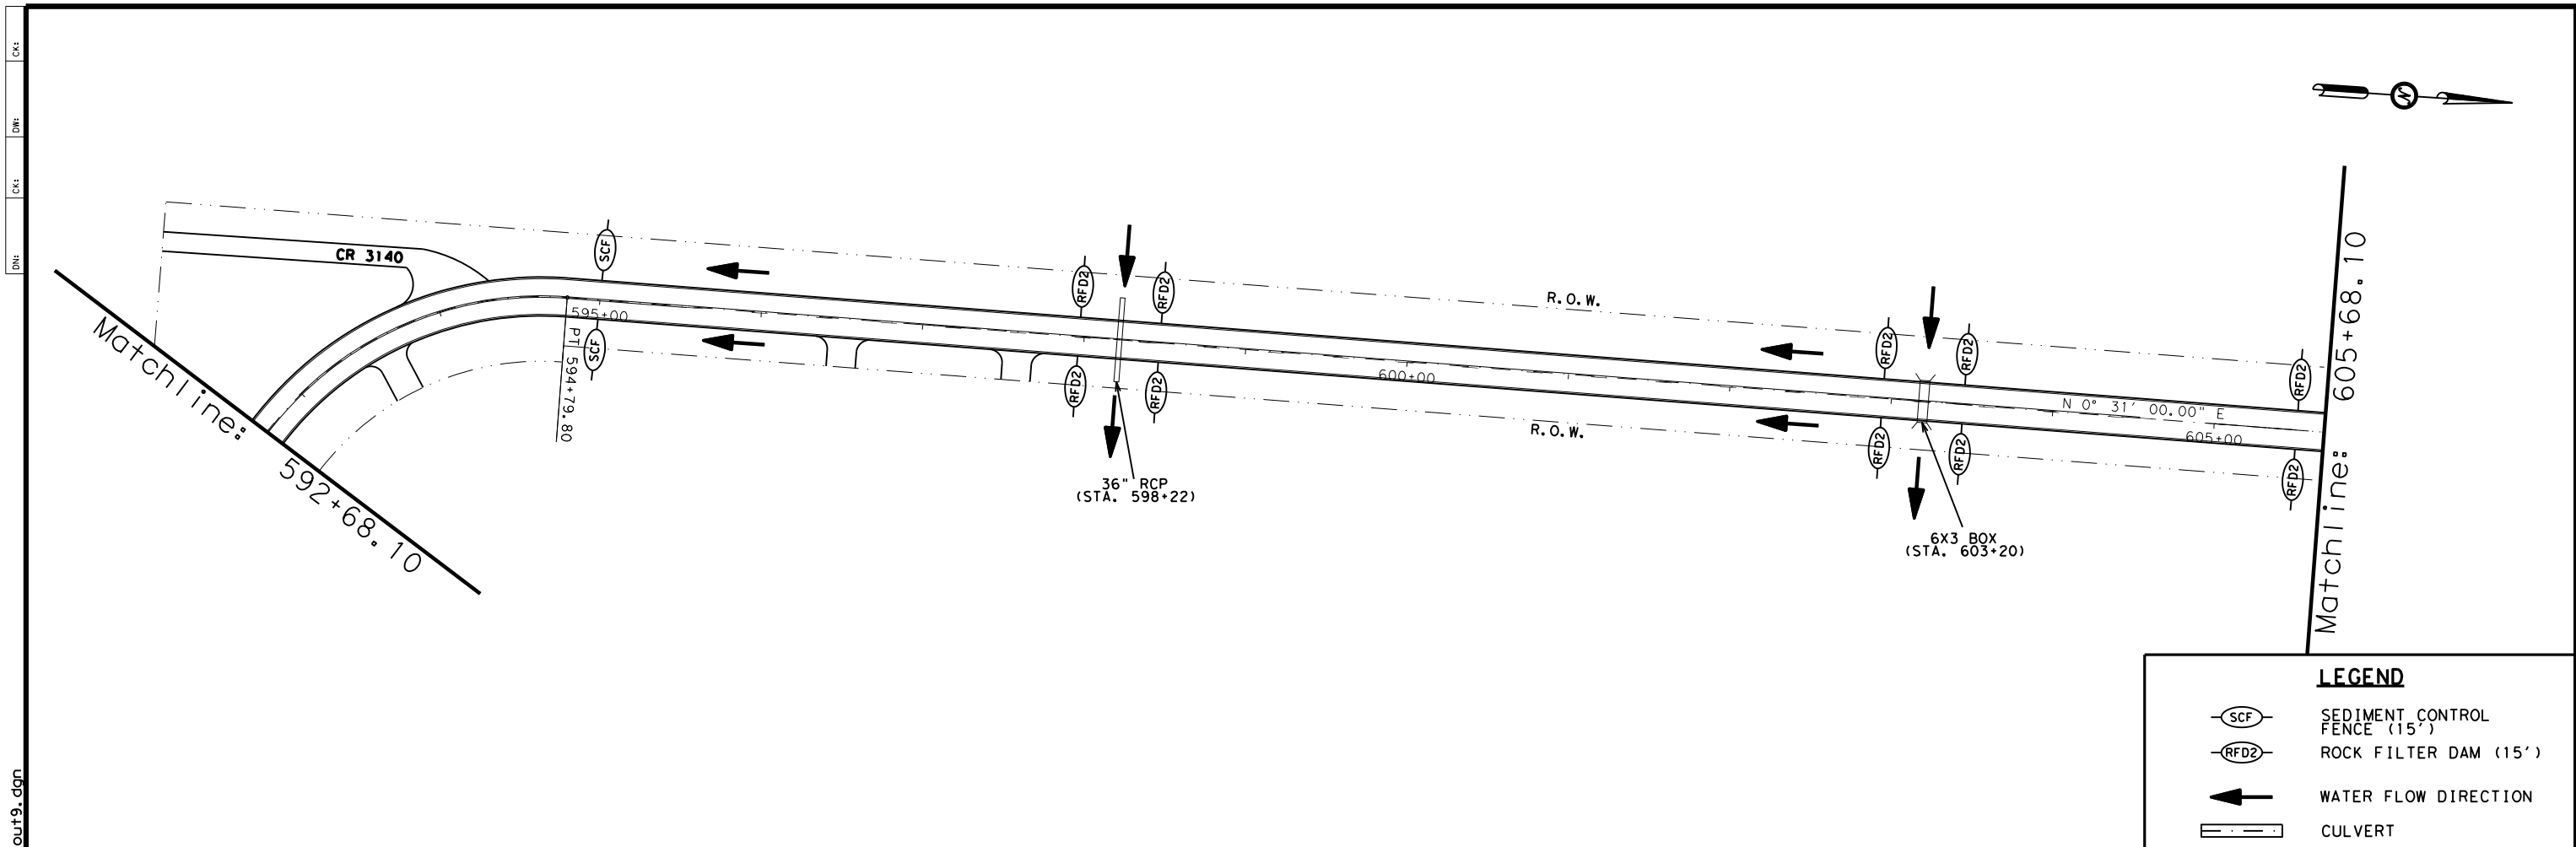 CK:
DW:
CK:
DN:
out9.dgn
N
CR 3140
SCF
SCF
595+00
PT 594+79.80
RFD2
RFD2
RFD2
RFD2
36" RCP
(STA. 598+22)
R.O.W.
600+00
R.O.W.
RFD2
RFD2
RFD2
RFD2
6X3 BOX
(STA. 603+20)
N 0° 31' 00.00" E
605+00
RFD2
RFD2
Matchline: 592+68.10
Matchline: 605+68.10
LEGEND
SCF SEDIMENT CONTROL
FENCE (15')
RFD2 ROCK FILTER DAM (15')
WATER FLOW DIRECTION
CULVERT